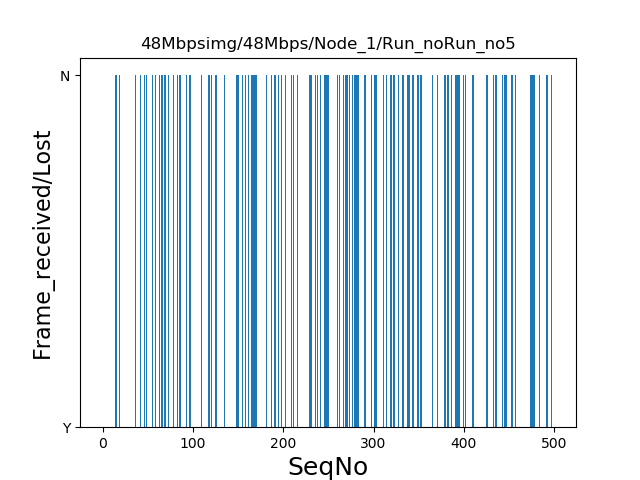 48Mbpsimg/48Mbps/Node_1/Run_noRun_no5
N
Frame_received/Lost
Y
0 100 200 300 400 500
SeqNo